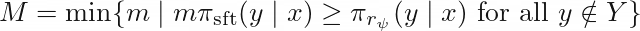 M = min{m | mπ_sft(y | x) ≥ π_{r_ψ}(y | x) for all y ∉ Y}